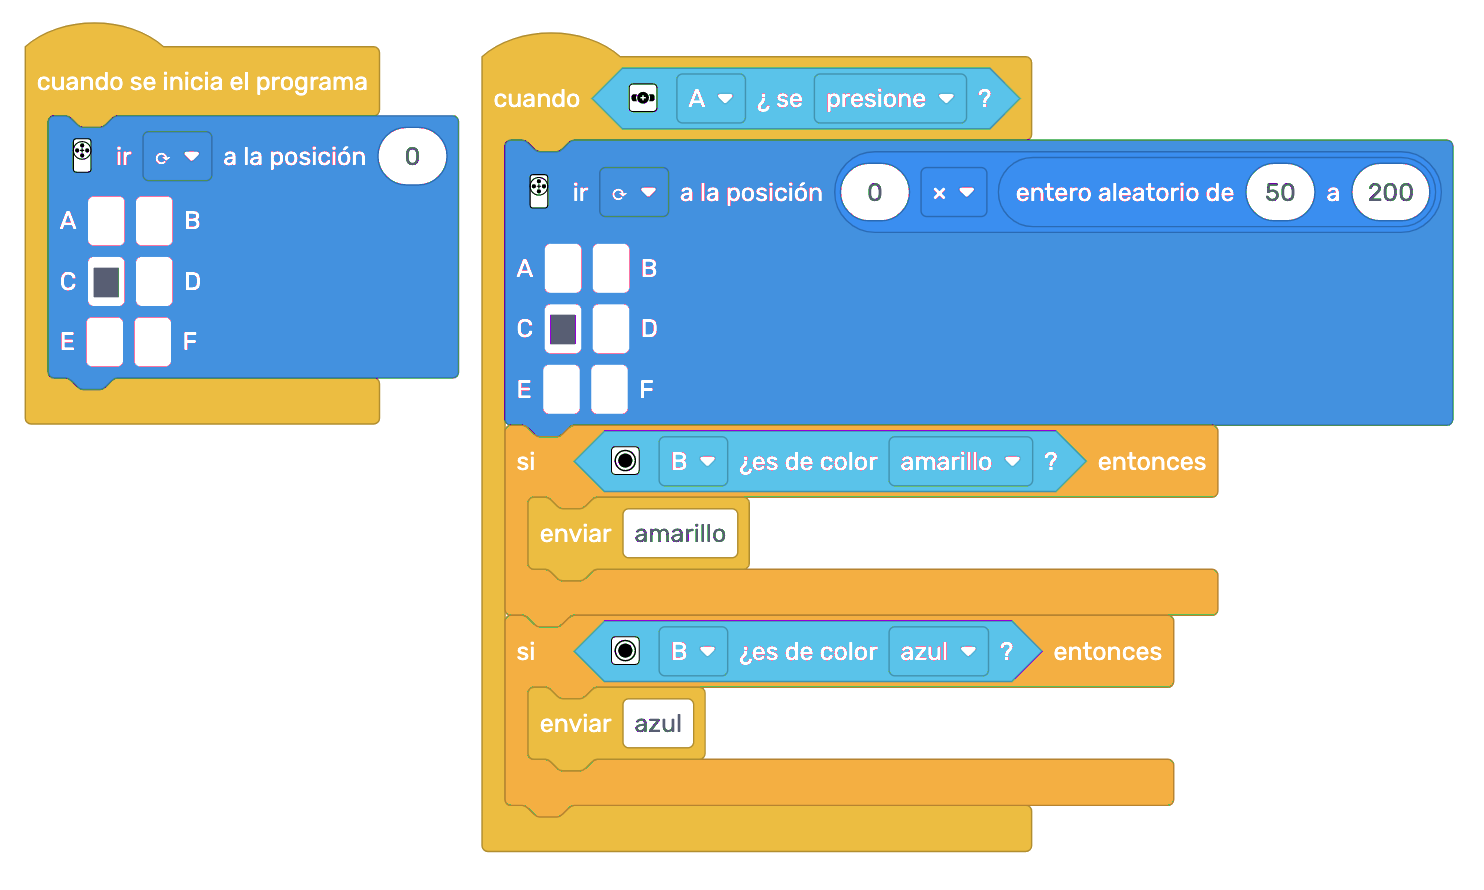 cuando se inicia el programa
ir a la posición 0
A B
C D
E F
cuando A ¿ se presione ?
ir a la posición 0 × entero aleatorio de 50 a 200
A B
C D
E F
si B ¿es de color amarillo ? entonces
enviar amarillo
si B ¿es de color azul ? entonces
enviar azul